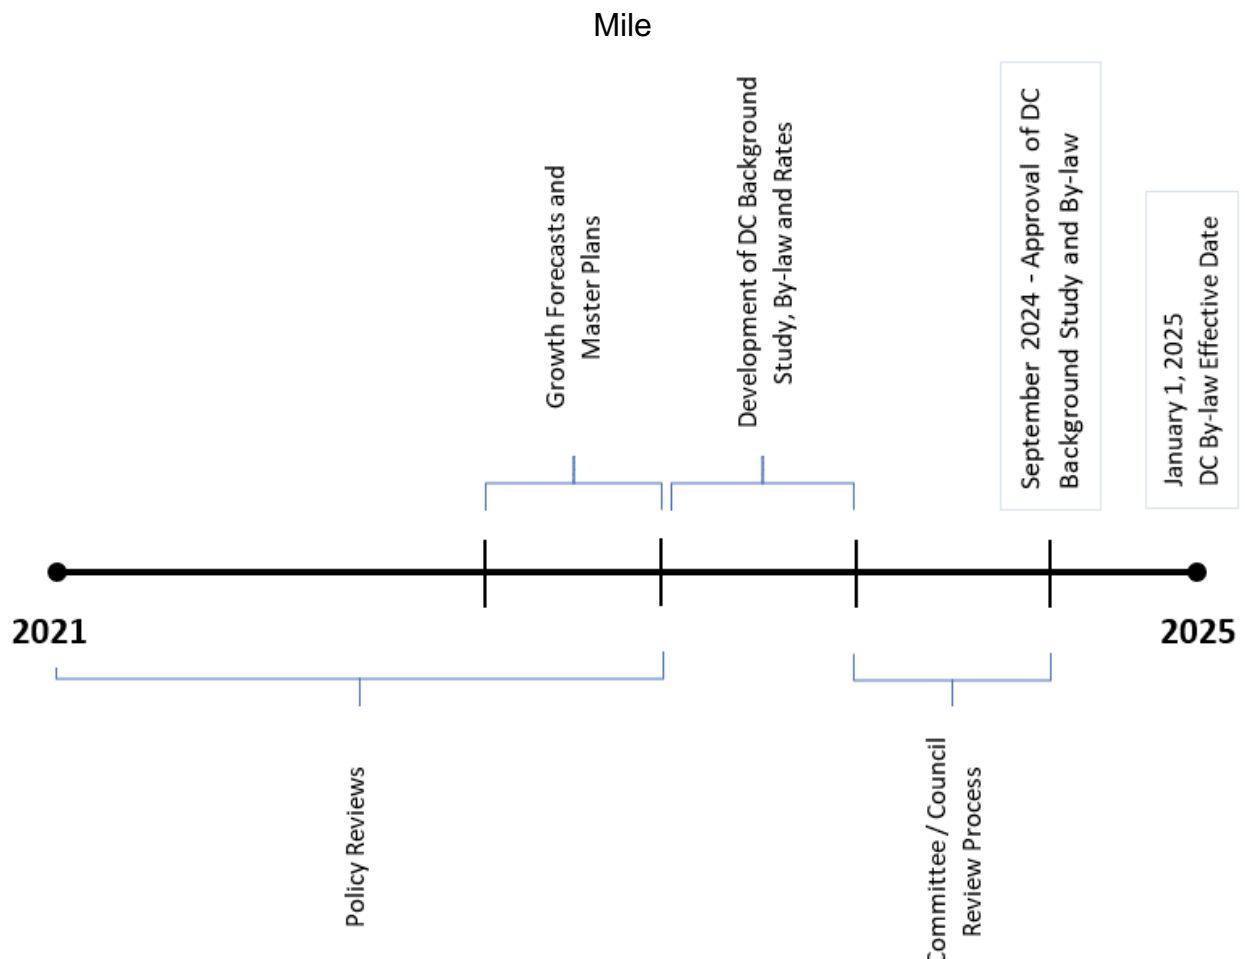 Mile
Growth Forecasts and
Master Plans
Development of DC Background
Study, By-law and Rates
September 2024 - Approval of DC
Background Study and By-law
January 1, 2025
DC By-law Effective Date
2021
2025
Policy Reviews
Committee / Council
Review Process